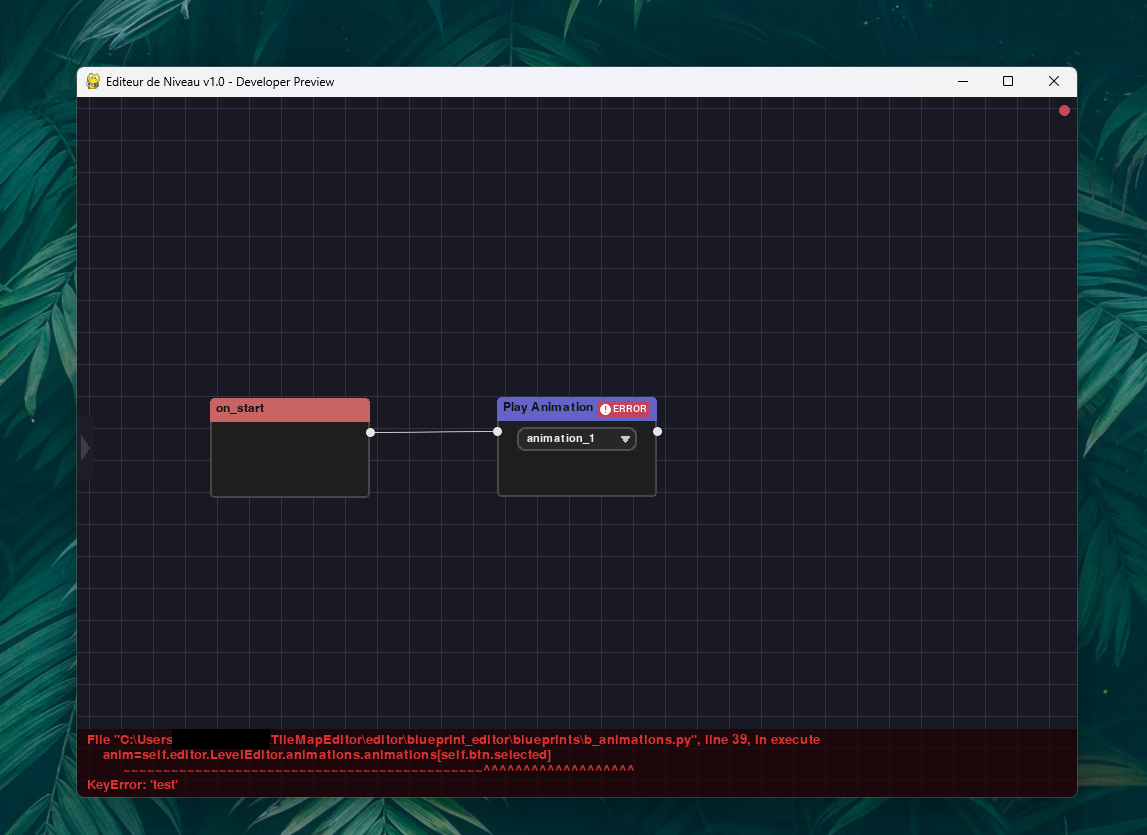 Editeur de Niveau v1.0 - Developer Preview
on_start
Play Animation ! ERROR
animation_1
File "C:\Users TileMapEditor\editor\blueprint_editor\blueprints\b_animations.py", line 39, in execute
anim=self.editor.LevelEditor.animations.animations[self.btn.selected]
~~~~~~~~~~~~~~~~~~~~~~~~~~~~~~~~~~~~~~~~~~~~~^^^^^^^^^^^^^^^^^^^
KeyError: 'test'